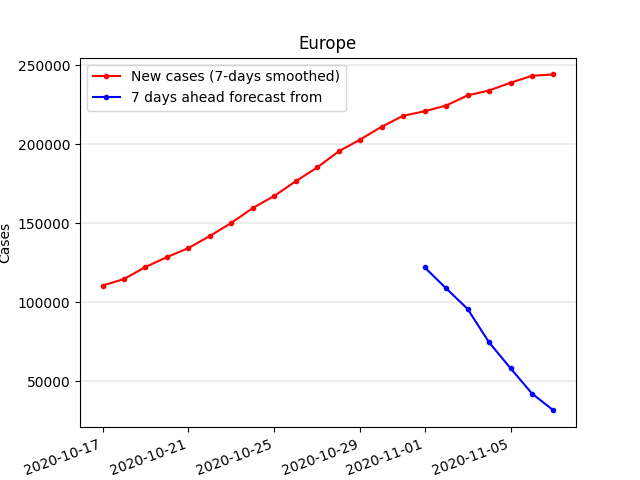 Europe
New cases (7-days smoothed)
7 days ahead forecast from
Cases
250000
200000
150000
100000
50000
2020-10-17
2020-10-21
2020-10-25
2020-10-29
2020-11-01
2020-11-05